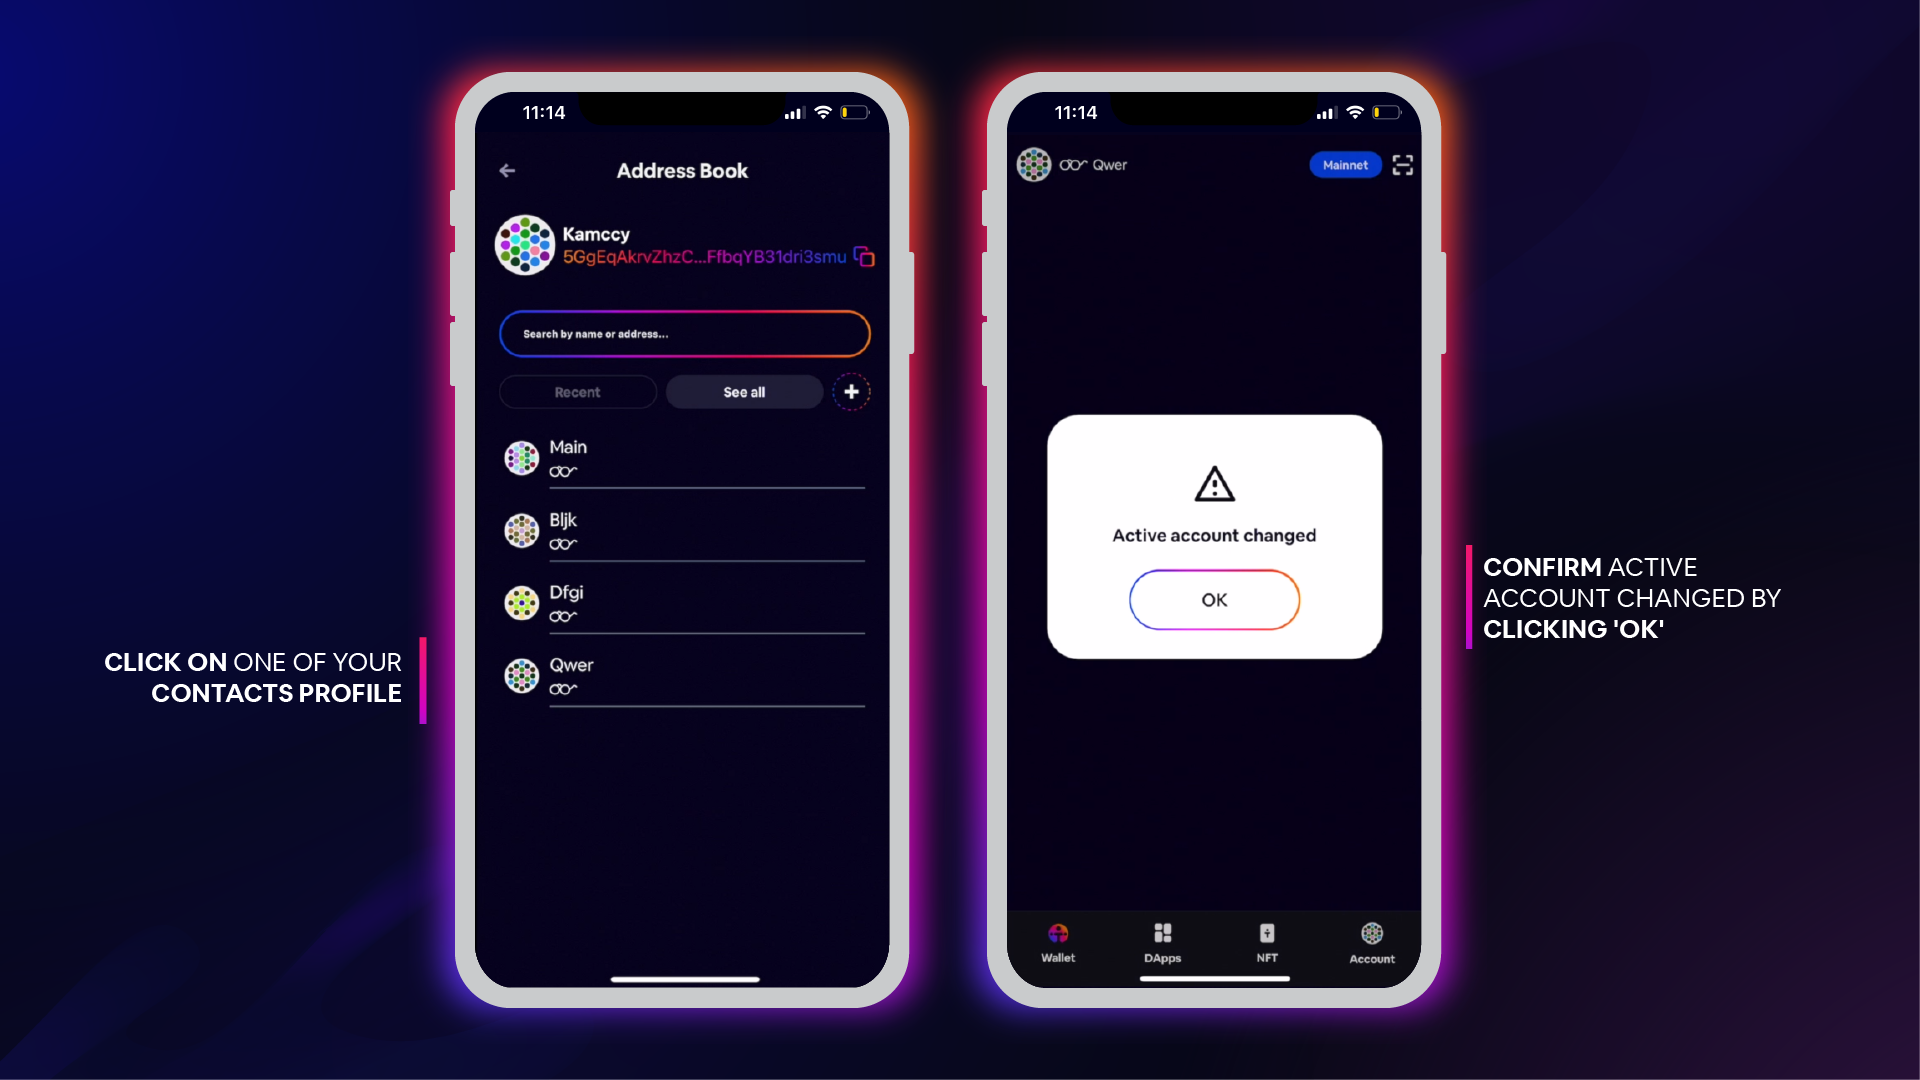 11:14
Address Book
Kamccy
5GgEqAkrvZhzC...FfbqYB31dri3smu
Search by name or address...
Recent
See all
Main
Bljk
Dfgi
Qwer
CLICK ON ONE OF YOUR
CONTACTS PROFILE
11:14
Qwer
Mainnet
Active account changed
OK
Wallet
DApps
NFT
Account
CONFIRM ACTIVE
ACCOUNT CHANGED BY
CLICKING 'OK'